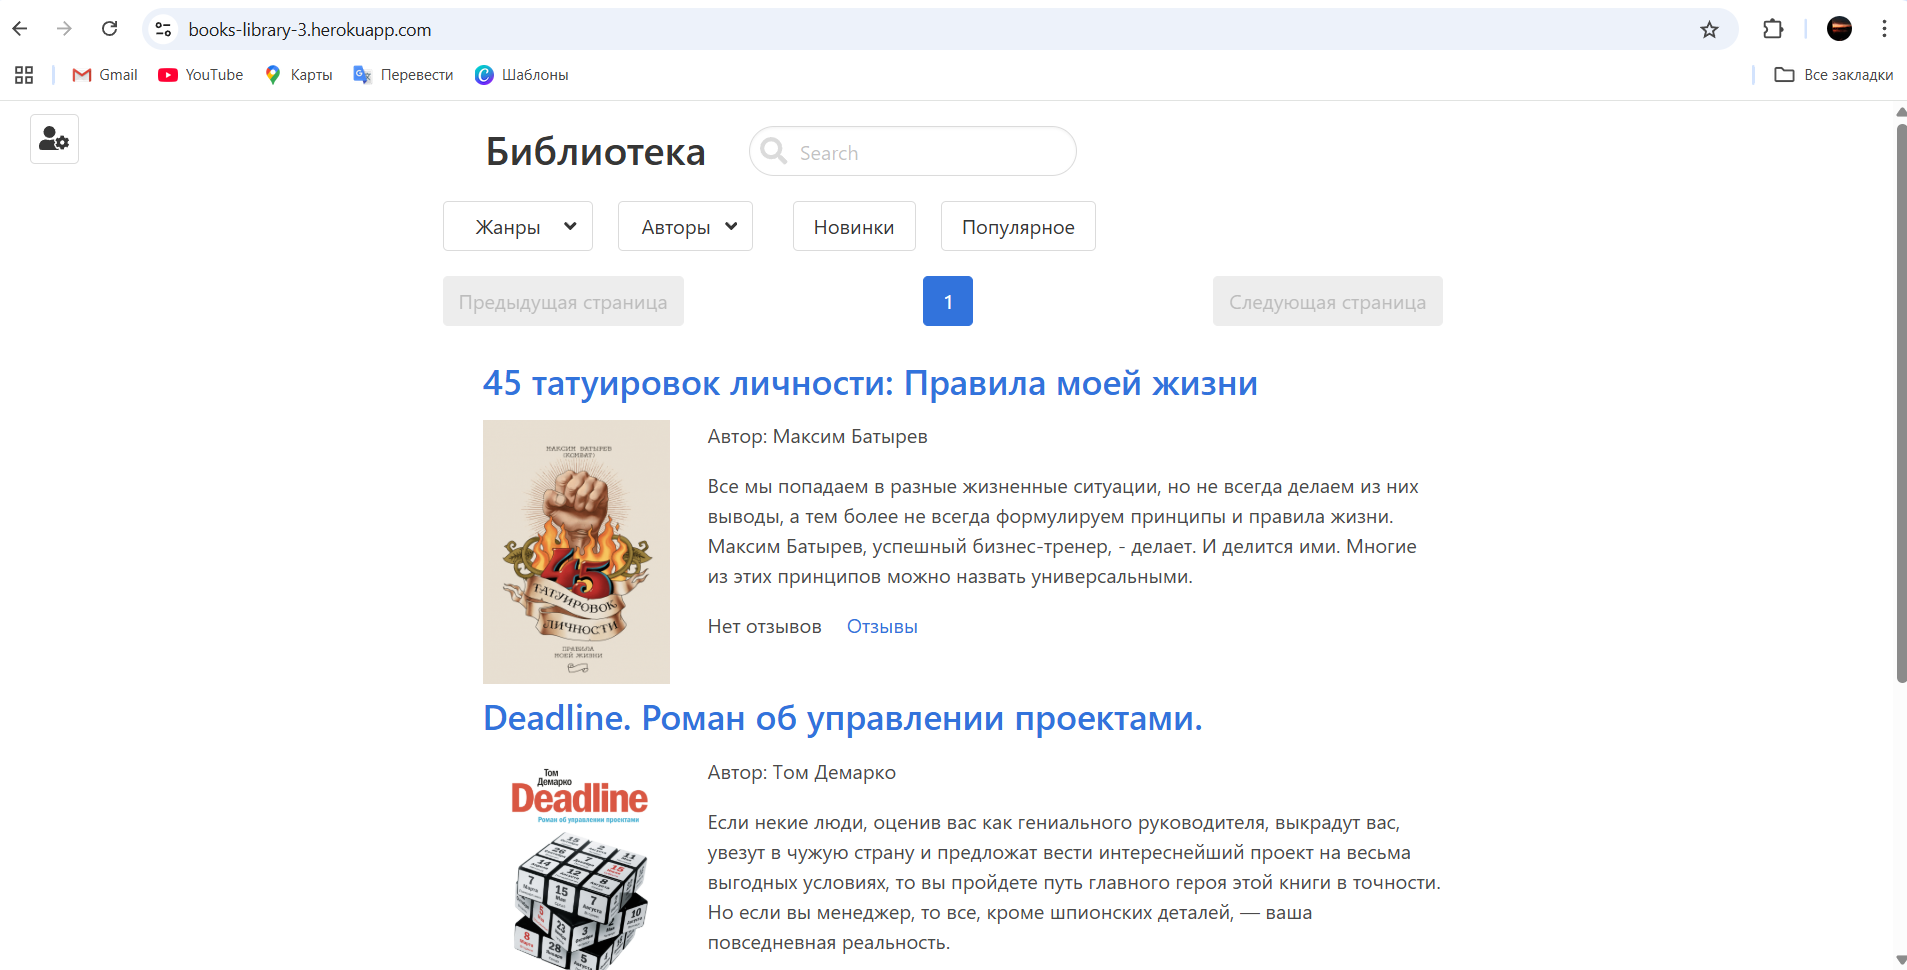 books-library-3.herokuapp.com
Gmail YouTube Карты Перевести Шаблоны Все закладки
Библиотека Search
Жанры Авторы Новинки Популярное
Предыдущая страница 1 Следующая страница
45 татуировок личности: Правила моей жизни
МАКСИМ БАТЫРЕВ
(КОМБАТ)
45
ТАТУИРОВОК
ЛИЧНОСТИ
ПРАВИЛА
МОЕЙ ЖИЗНИ
Автор: Максим Батырев
Все мы попадаем в разные жизненные ситуации, но не всегда делаем из них
выводы, а тем более не всегда формулируем принципы и правила жизни.
Максим Батырев, успешный бизнес-тренер, - делает. И делится ими. Многие
из этих принципов можно назвать универсальными.
Нет отзывов Отзывы
Deadline. Роман об управлении проектами.
Том
Демарко
Deadline
Роман об управлении проектами
Автор: Том Демарко
Если некие люди, оценив вас как гениального руководителя, выкрадут вас,
увезут в чужую страну и предложат вести интереснейший проект на весьма
выгодных условиях, то вы пройдете путь главного героя этой книги в точности.
Но если вы менеджер, то все, кроме шпионских деталей, — ваша
повседневная реальность.